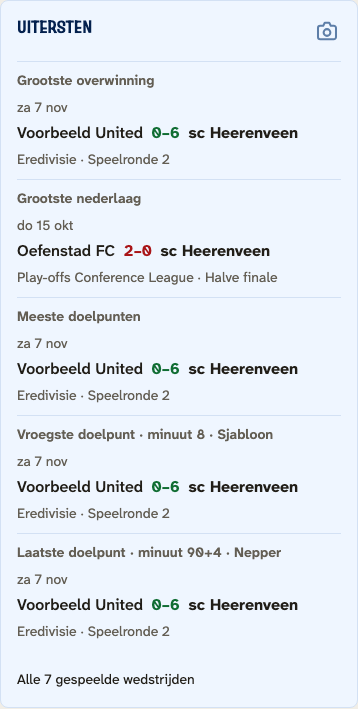 UITERSTEN
Grootste overwinning
za 7 nov
Voorbeeld United 0–6 sc Heerenveen
Eredivisie · Speelronde 2
Grootste nederlaag
do 15 okt
Oefenstad FC 2–0 sc Heerenveen
Play-offs Conference League · Halve finale
Meeste doelpunten
za 7 nov
Voorbeeld United 0–6 sc Heerenveen
Eredivisie · Speelronde 2
Vroegste doelpunt · minuut 8 · Sjabloon
za 7 nov
Voorbeeld United 0–6 sc Heerenveen
Eredivisie · Speelronde 2
Laatste doelpunt · minuut 90+4 · Nepper
za 7 nov
Voorbeeld United 0–6 sc Heerenveen
Eredivisie · Speelronde 2
Alle 7 gespeelde wedstrijden